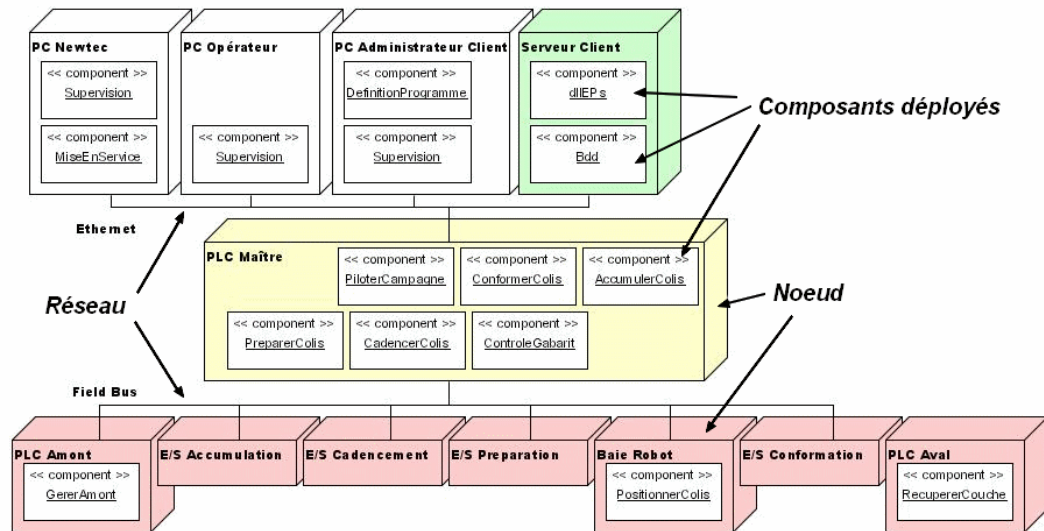 PC Newtec
PC Opérateur
PC Administrateur Client
Serveur Client
<< component >>
Supervision
<< component >>
DefinitionProgramme
<< component >>
dllEPs
Composants déployés
<< component >>
MiseEnService
<< component >>
Supervision
<< component >>
Supervision
<< component >>
Bdd
Ethernet
PLC Maître
<< component >>
PiloterCampagne
<< component >>
ConformerColis
<< component >>
AccumulerColis
Réseau
Noeud
<< component >>
PreparerColis
<< component >>
CadencerColis
<< component >>
ControleGabarit
Field Bus
PLC Amont
E/S Accumulation
E/S Cadencement
E/S Preparation
Baie Robot
E/S Conformation
PLC Aval
<< component >>
GererAmont
<< component >>
PositionnerColis
<< component >>
RecupererCouche